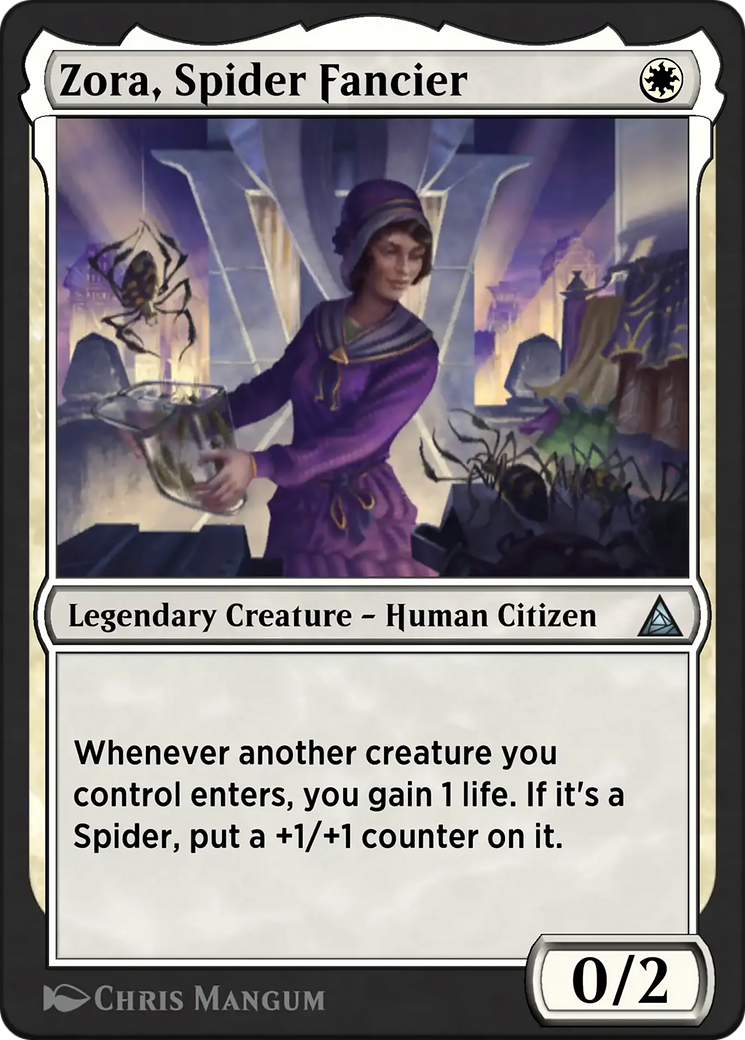 Zora, Spider Fancier
Legendary Creature – Human Citizen
Whenever another creature you
control enters, you gain 1 life. If it's a
Spider, put a +1/+1 counter on it.
0/2
Chris Mangum